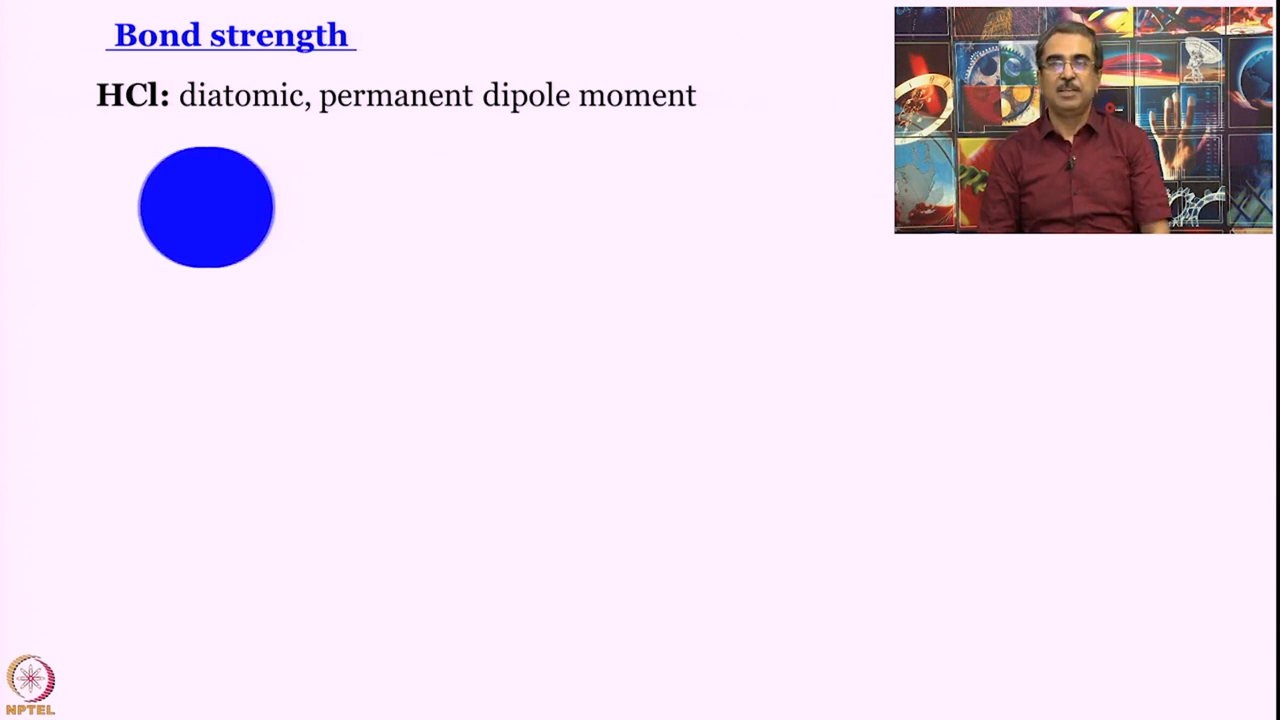 Bond strength
HCl: diatomic, permanent dipole moment
NPTEL